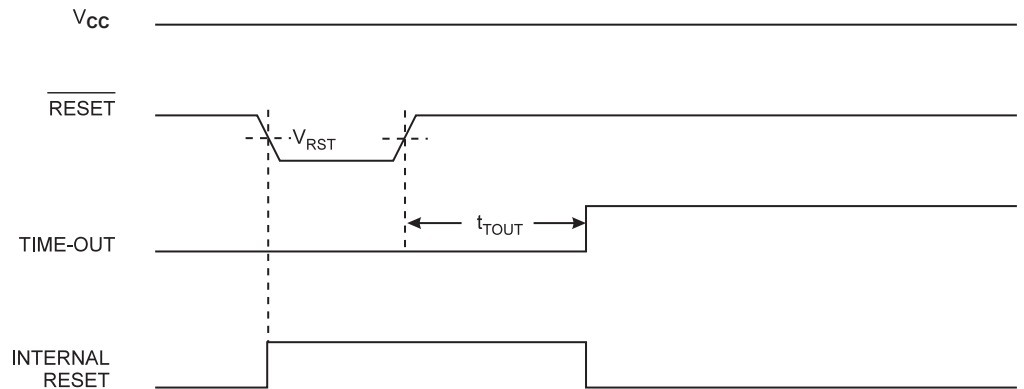 VCC
RESET
VRST
tTOUT
TIME-OUT
INTERNAL
RESET